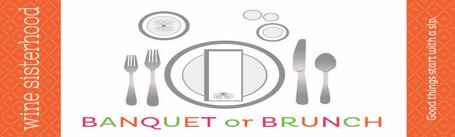 wine sisterhood
BANQUET or BRUNCH
Good things start with a sip.